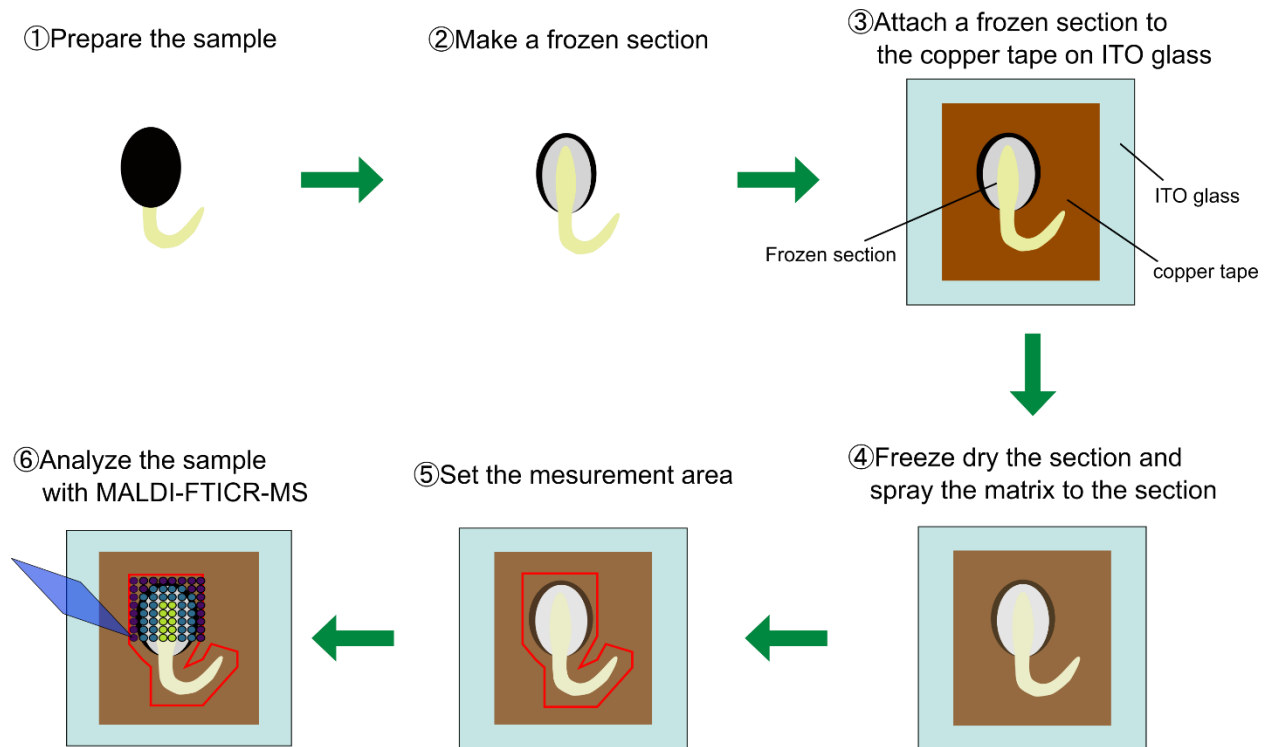 ①Prepare the sample
②Make a frozen section
③Attach a frozen section to
the copper tape on ITO glass
ITO glass
Frozen section
copper tape
④Freeze dry the section and
spray the matrix to the section
⑤Set the mesurement area
⑥Analyze the sample
with MALDI-FTICR-MS